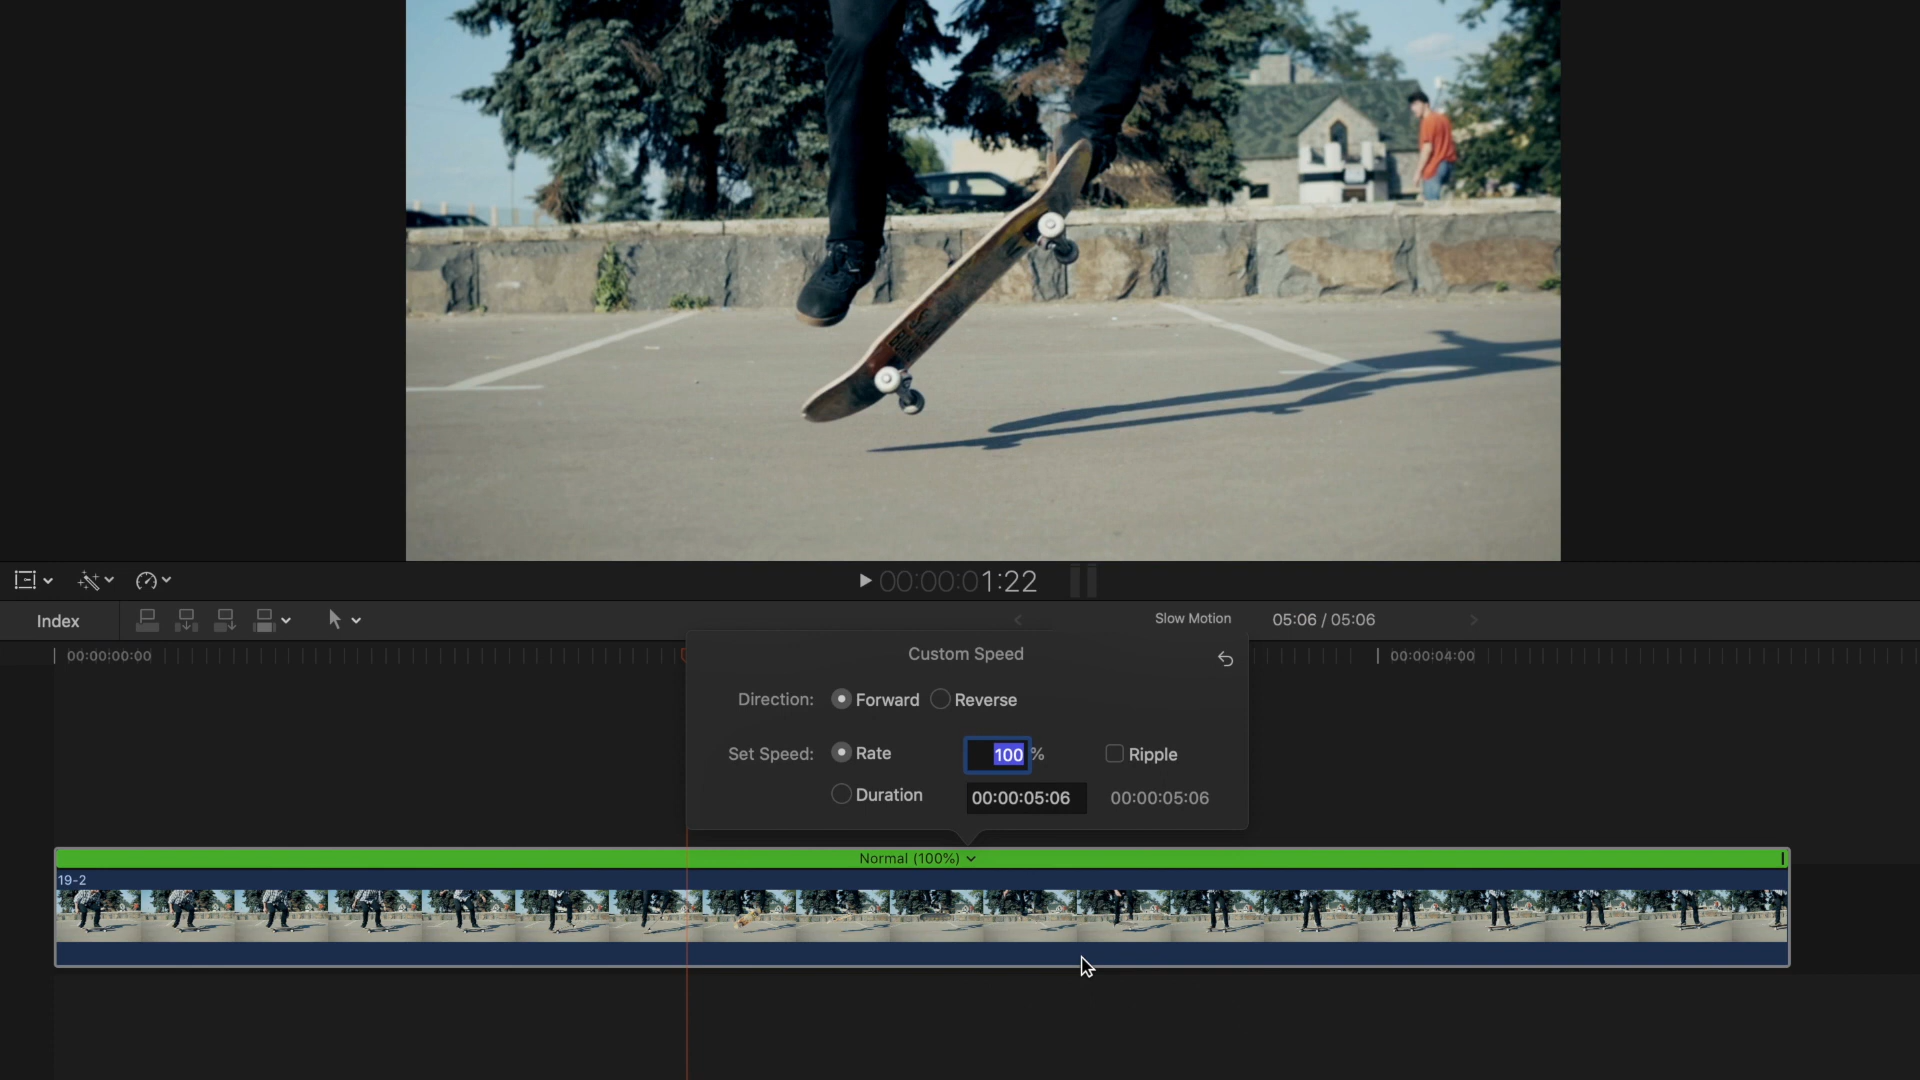 00:00:01:22
Index
Slow Motion
05:06 / 05:06
00:00:00:00
00:00:04:00
Custom Speed
Direction: Forward Reverse
Set Speed: Rate 100 % Ripple
Duration 00:00:05:06 00:00:05:06
Normal (100%)
19-2